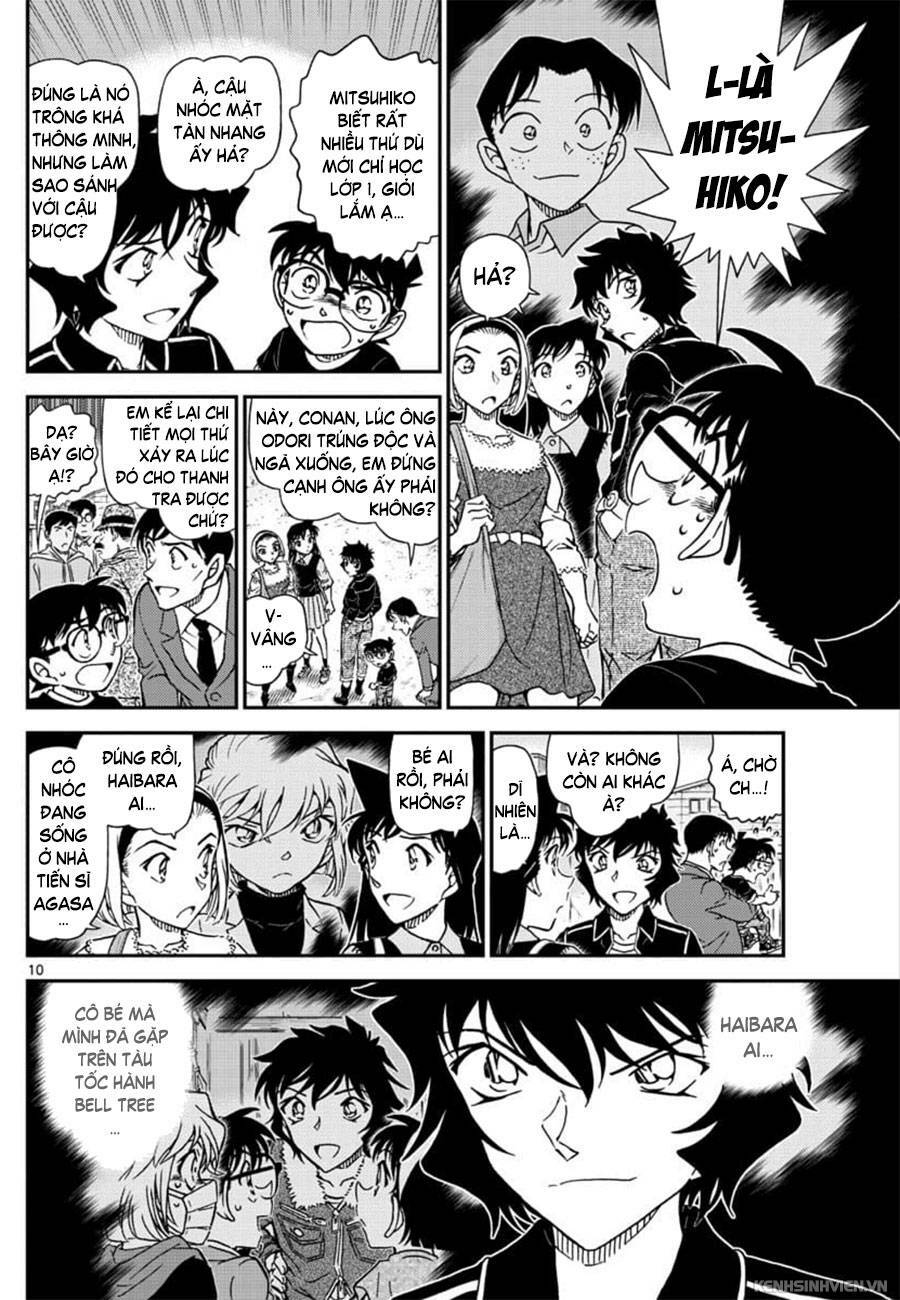 L-LÀ
MITSU-
HIKO!
HẢ?
MITSUHIKO
BIẾT RẤT
NHIỀU THỨ DÙ
MỚI CHỈ HỌC
LỚP 1, GIỎI
LẮM Ạ...
À, CẬU
NHÓC MẶT
TÀN NHANG
ẤY HẢ?
ĐÚNG LÀ NÓ
TRÔNG KHÁ
THÔNG MINH,
NHƯNG LÀM
SAO SÁNH
VỚI CẬU
ĐƯỢC?
NÀY, CONAN, LÚC ÔNG
ODORI TRÚNG ĐỘC VÀ
NGÃ XUỐNG, EM ĐỨNG
CẠNH ÔNG ẤY PHẢI
KHÔNG?
V-
VÂNG
...
EM KỂ LẠI CHI
TIẾT MỌI THỨ
XẢY RA LÚC
ĐÓ CHO THANH
TRA ĐƯỢC
CHỨ?
DẠ?
BÂY GIỜ
Ạ!?
Á, CHỜ
CH...!
VÀ? KHÔNG
CÒN AI KHÁC
À?
DĨ
NHIÊN
LÀ...
BÉ AI
RỒI, PHẢI
KHÔNG?
ĐÚNG RỒI,
HAIBARA
AI...
CÔ
NHÓC
ĐANG
SỐNG
Ở NHÀ
TIẾN SĨ
AGASA
...
10
HAIBARA
AI...
CÔ BÉ MÀ
MÌNH ĐÃ GẶP
TRÊN TÀU
TỐC HÀNH
BELL TREE
...
KENHSINHVIEN.VN